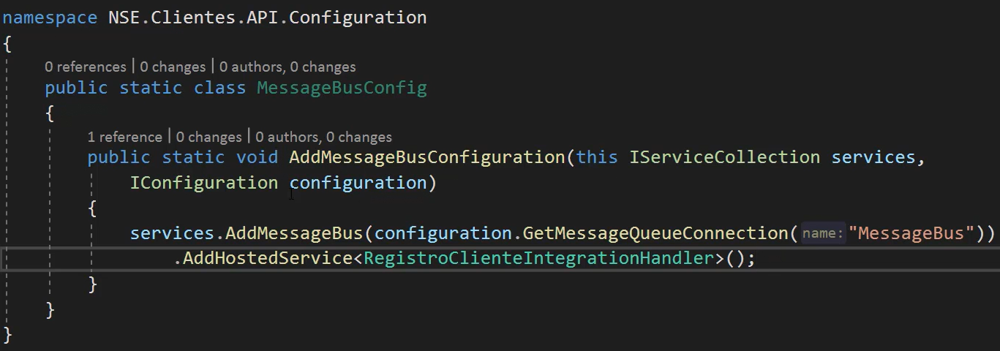 namespace NSE.Clientes.API.Configuration
{
0 references | 0 changes | 0 authors, 0 changes
public static class MessageBusConfig
{
1 reference | 0 changes | 0 authors, 0 changes
public static void AddMessageBusConfiguration(this IServiceCollection services,
IConfiguration configuration)
{
services.AddMessageBus(configuration.GetMessageQueueConnection(name:"MessageBus"))
.AddHostedService<RegistroClienteIntegrationHandler>();
}
}
}